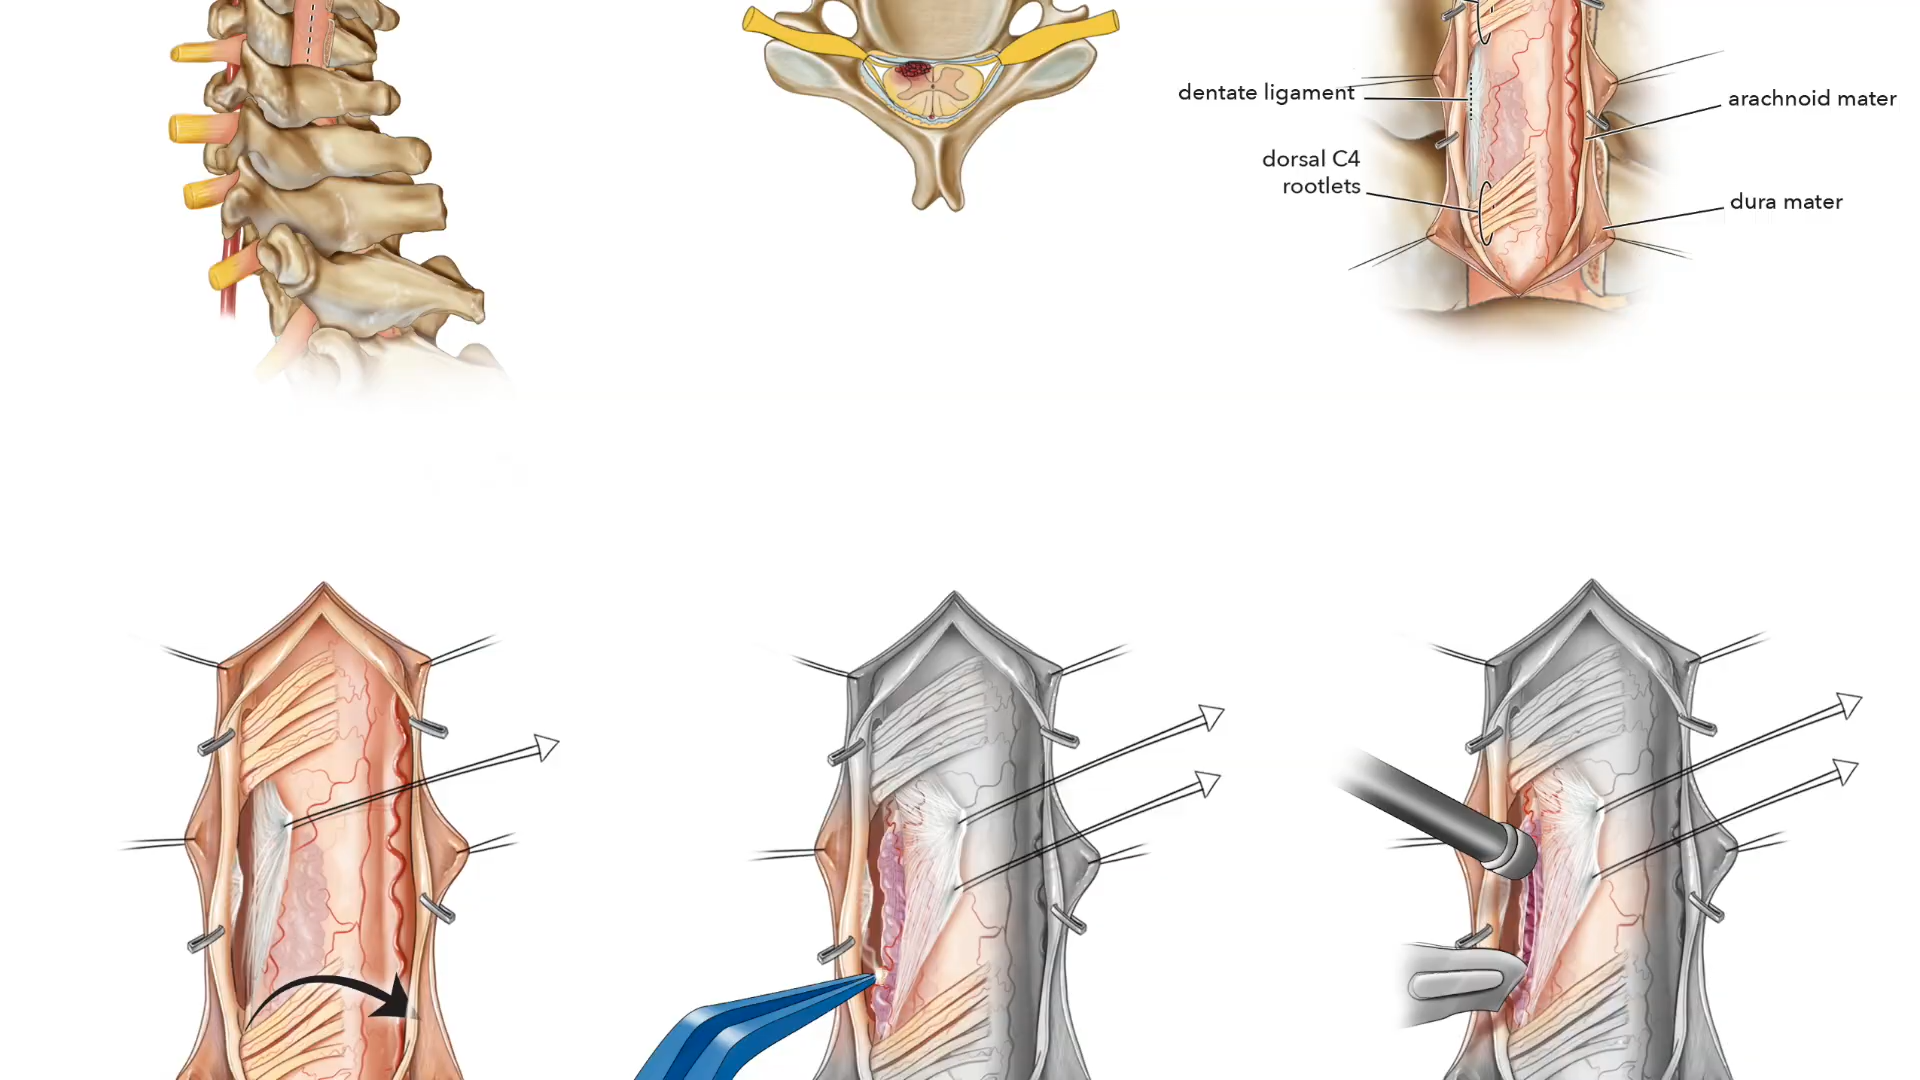 dentate ligament
arachnoid mater
dorsal C4
rootlets
dura mater